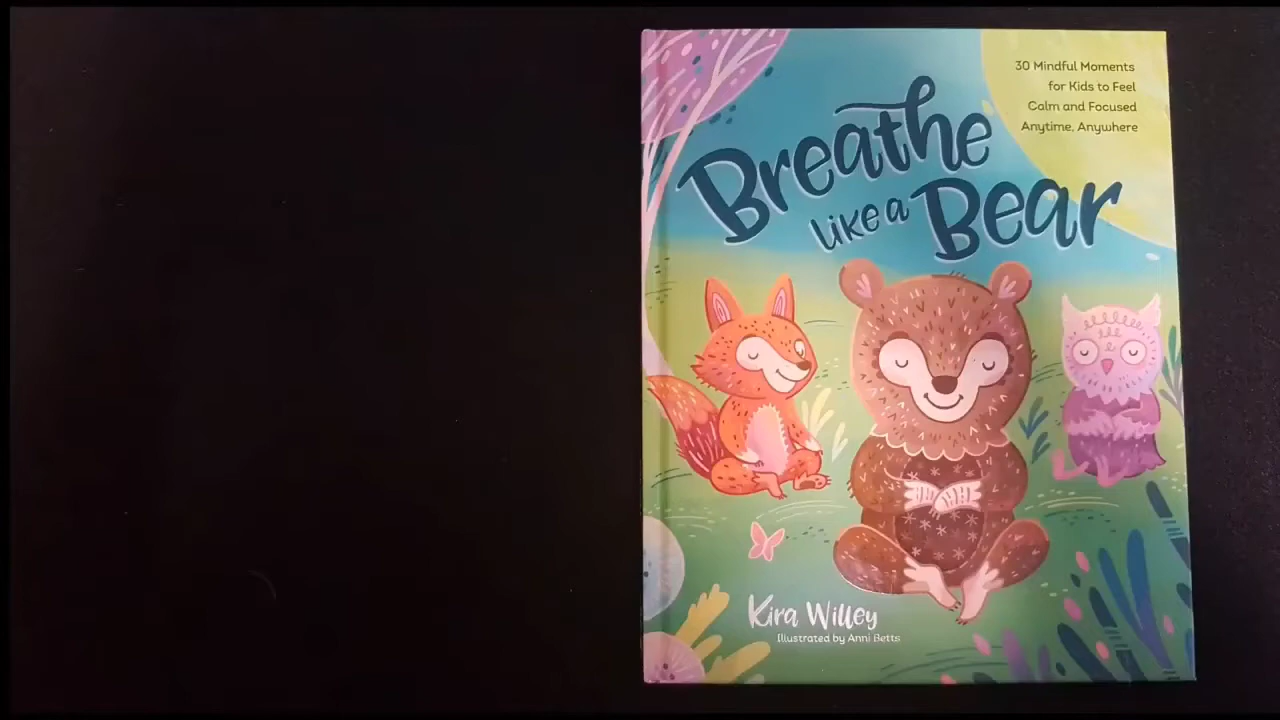 30 Mindful Moments
for Kids to Feel
Calm and Focused
Anytime, Anywhere
Breathe
like a Bear
Kira Willey
Illustrated by Anni Betts